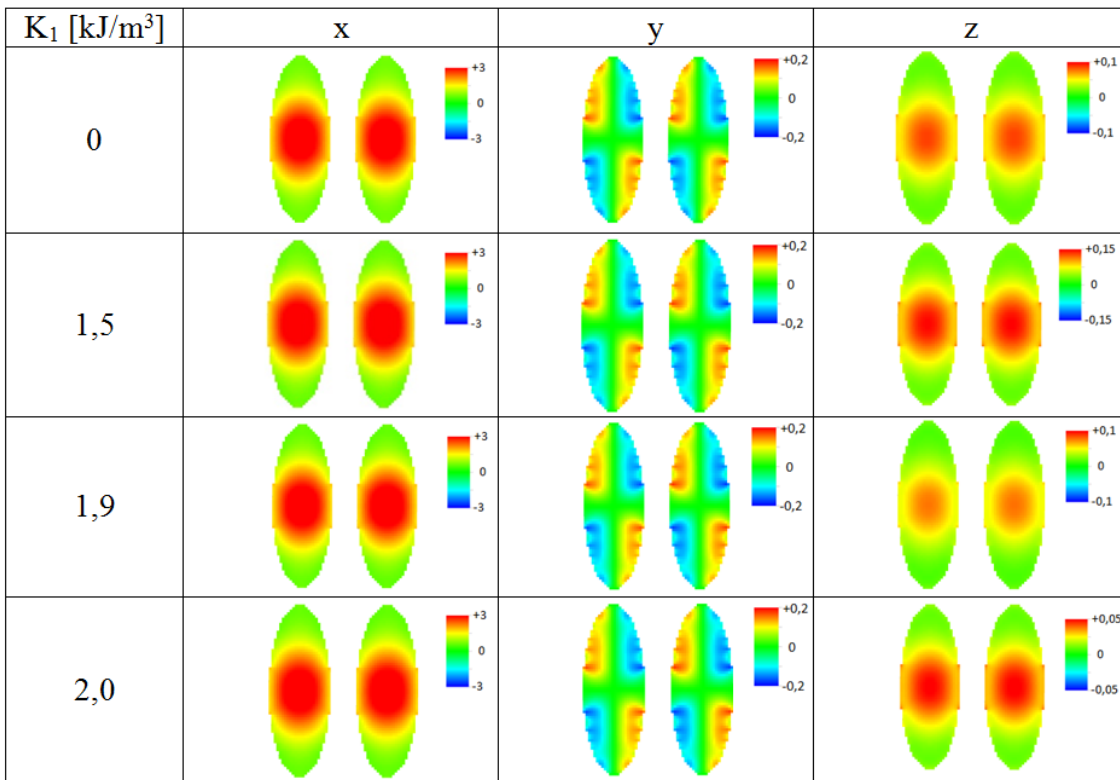 K₁ [kJ/m³] x y z
0 +3 0 -3 +0,2 0 -0,2 +0,1 0 -0,1
1,5 +3 0 -3 +0,2 0 -0,2 +0,15 0 -0,15
1,9 +3 0 -3 +0,2 0 -0,2 +0,1 0 -0,1
2,0 +3 0 -3 +0,2 0 -0,2 +0,05 0 -0,05